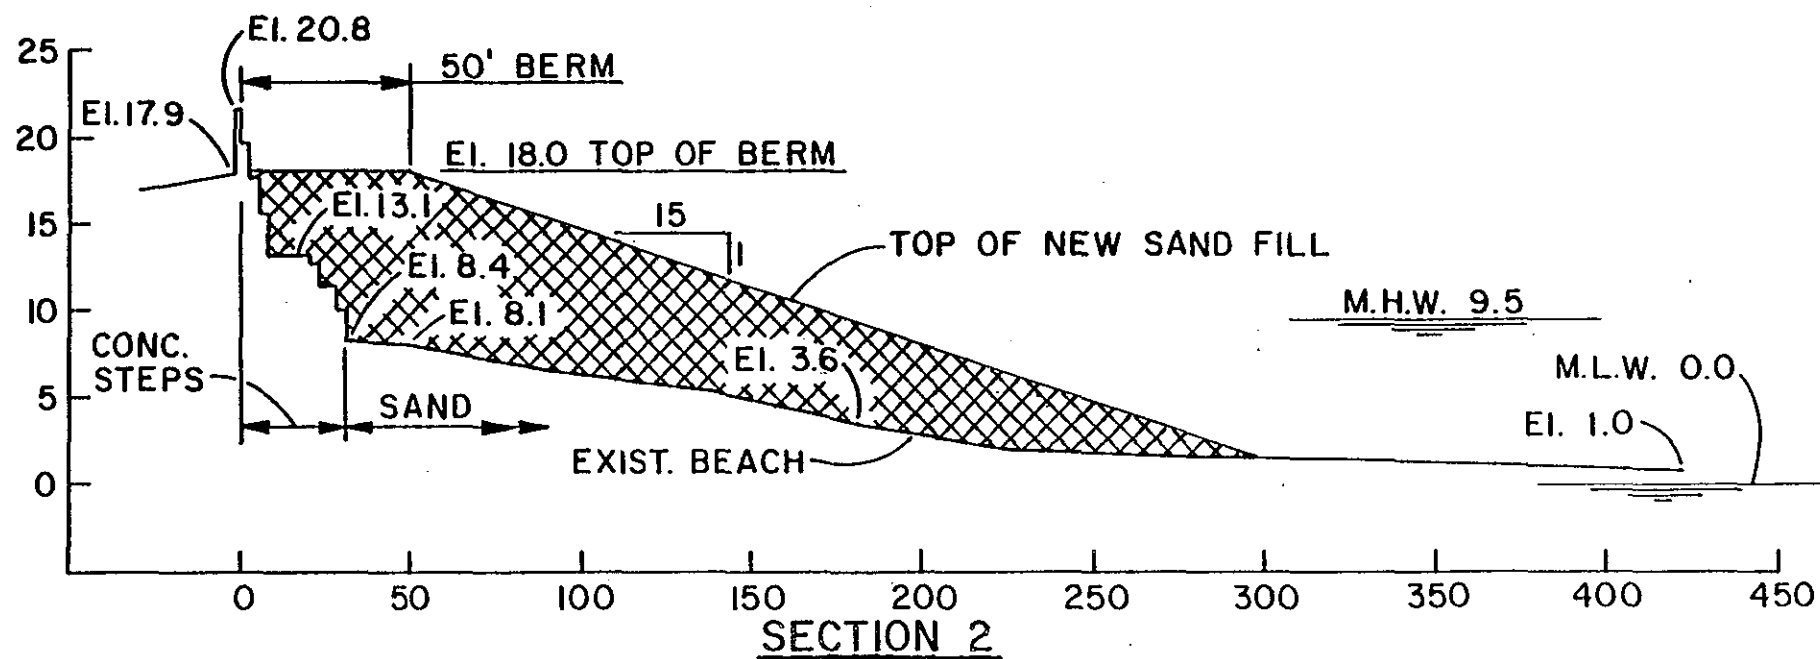 El. 20.8
25
50' BERM
El. 17.9
20
El. 18.0 TOP OF BERM
El. 13.1
15
15
1
TOP OF NEW SAND FILL
El. 8.4
10
El. 8.1
M.H.W. 9.5
CONC.
STEPS
El. 3.6
M.L.W. 0.0
5
SAND
El. 1.0
EXIST. BEACH
0
0
50
100
150
200
250
300
350
400
450
SECTION 2